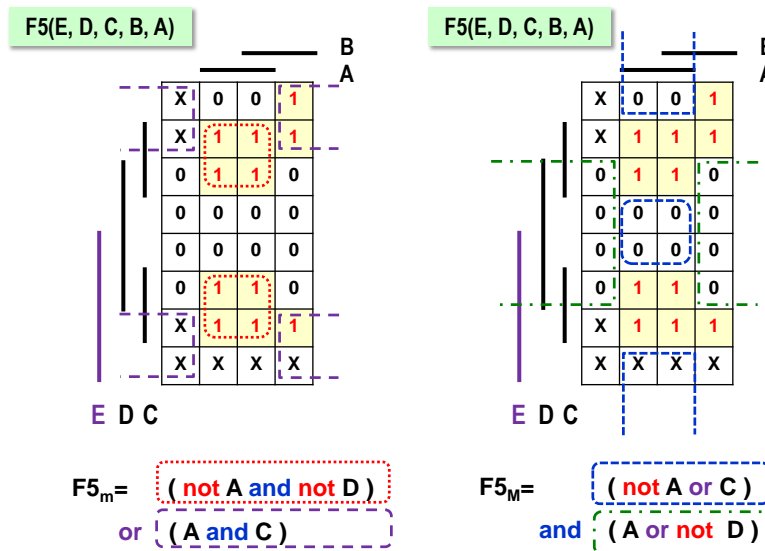 F5(E, D, C, B, A)
B
A
X 0 0 1
X 1 1 1
0 1 1 0
0 0 0 0
0 0 0 0
0 1 1 0
X 1 1 1
X X X X
E D C
F5m= ( not A and not D )
or ( A and C )
F5(E, D, C, B, A)
B
A
X 0 0 1
X 1 1 1
0 1 1 0
0 0 0 0
0 0 0 0
0 1 1 0
X 1 1 1
X X X X
E D C
F5M= ( not A or C )
and ( A or not D )